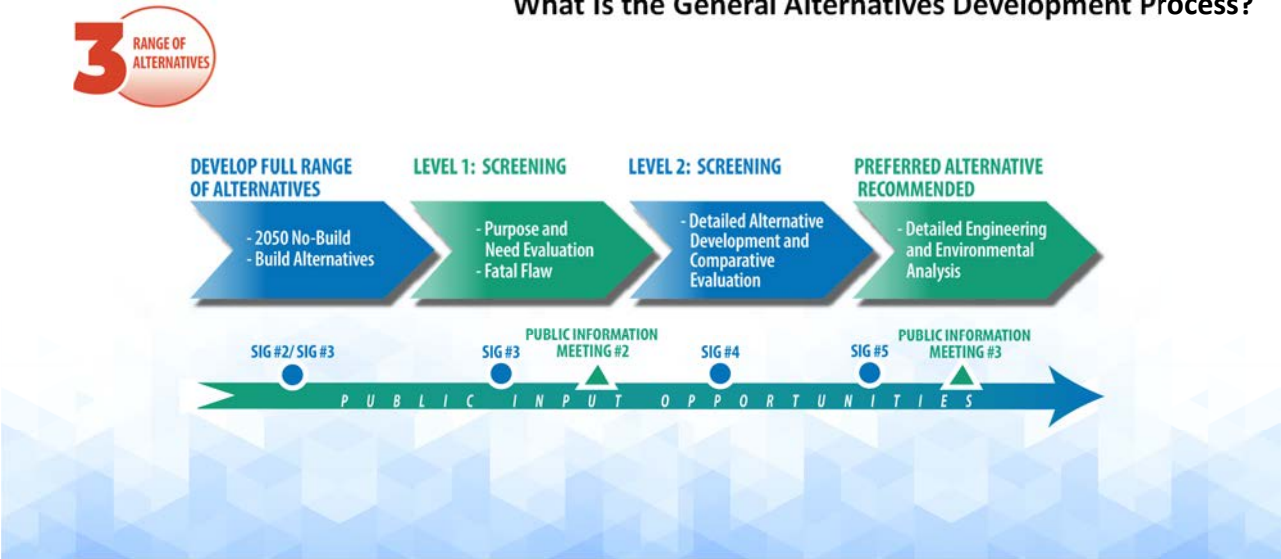 What Is the General Alternatives Development Process?
3
RANGE OF
ALTERNATIVES
DEVELOP FULL RANGE
OF ALTERNATIVES
- 2050 No-Build
- Build Alternatives
LEVEL 1: SCREENING
- Purpose and
Need Evaluation
- Fatal Flaw
LEVEL 2: SCREENING
- Detailed Alternative
Development and
Comparative
Evaluation
PREFERRED ALTERNATIVE
RECOMMENDED
- Detailed Engineering
and Environmental
Analysis
SIG #2/ SIG #3
SIG #3
PUBLIC INFORMATION
MEETING #2
SIG #4
SIG #5
PUBLIC INFORMATION
MEETING #3
PUBLIC INPUT OPPORTUNITIES